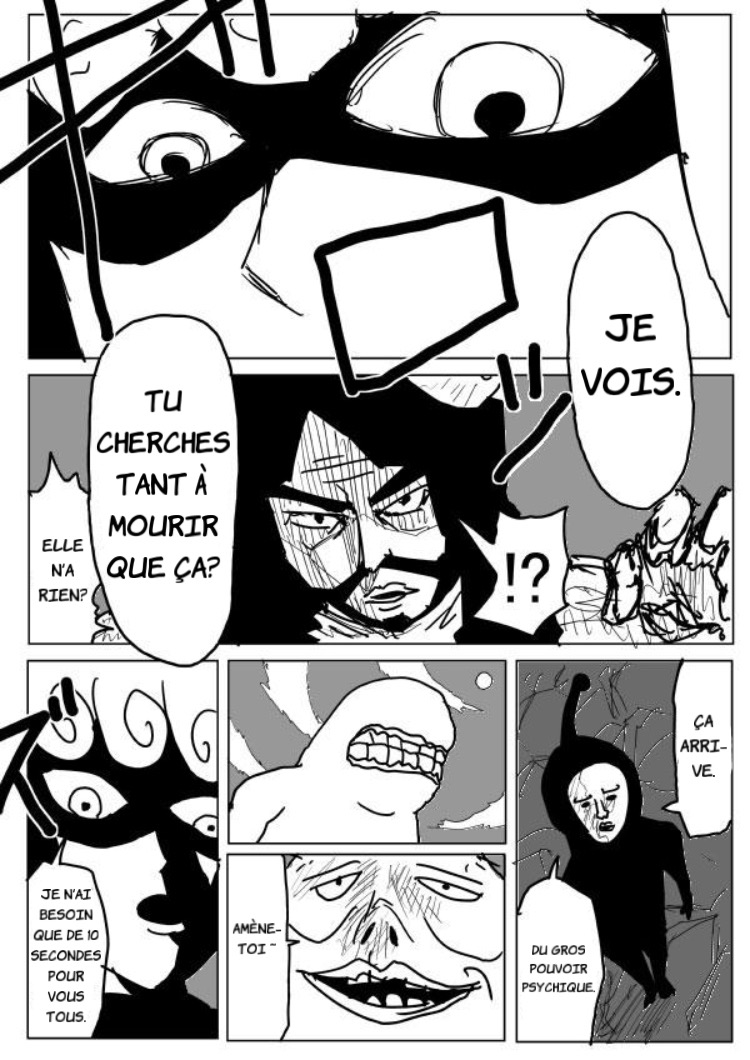 JE
VOIS.
TU
CHERCHES
TANT À
MOURIR
QUE ÇA?
ELLE
N'A
RIEN?
!?
JE N'AI
BESOIN
QUE DE 10
SECONDES
POUR
VOUS
TOUS.
AMÈNE-
TOI ~
ÇA
ARRI-
VE.
DU GROS
POUVOIR
PSYCHIQUE.